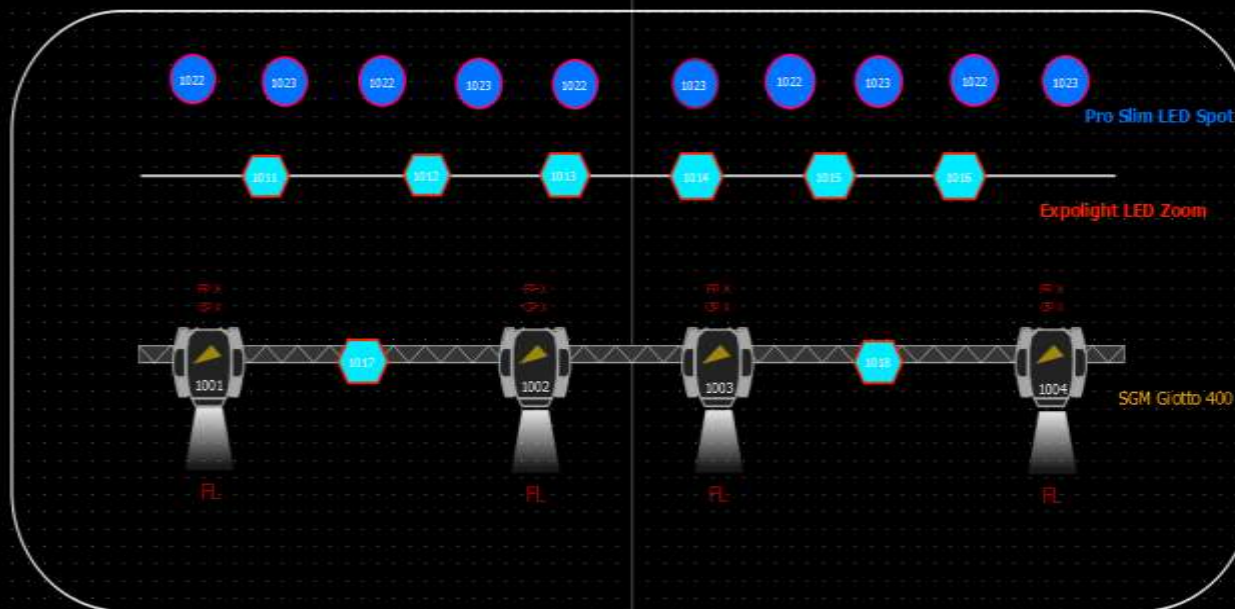 1022 1023 1022 1023 1022 1023 1022 1023 1022 1023
Pro Slim LED Spot
1011 1012 1013 1014 1015 1016
Expolight LED Zoom
1017 1018
1001 1002 1003 1004
SGM Giotto 400
FL FL FL FL